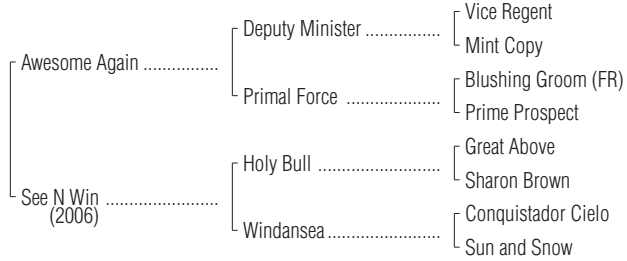 Vice Regent
Deputy Minister ..................
Mint Copy
Awesome Again ...............
Blushing Groom (FR)
Primal Force ....................
Prime Prospect
Great Above
Holy Bull ..........................
Sharon Brown
See N Win .......................
(2006)
Conquistador Cielo
Windansea ........................
Sun and Snow